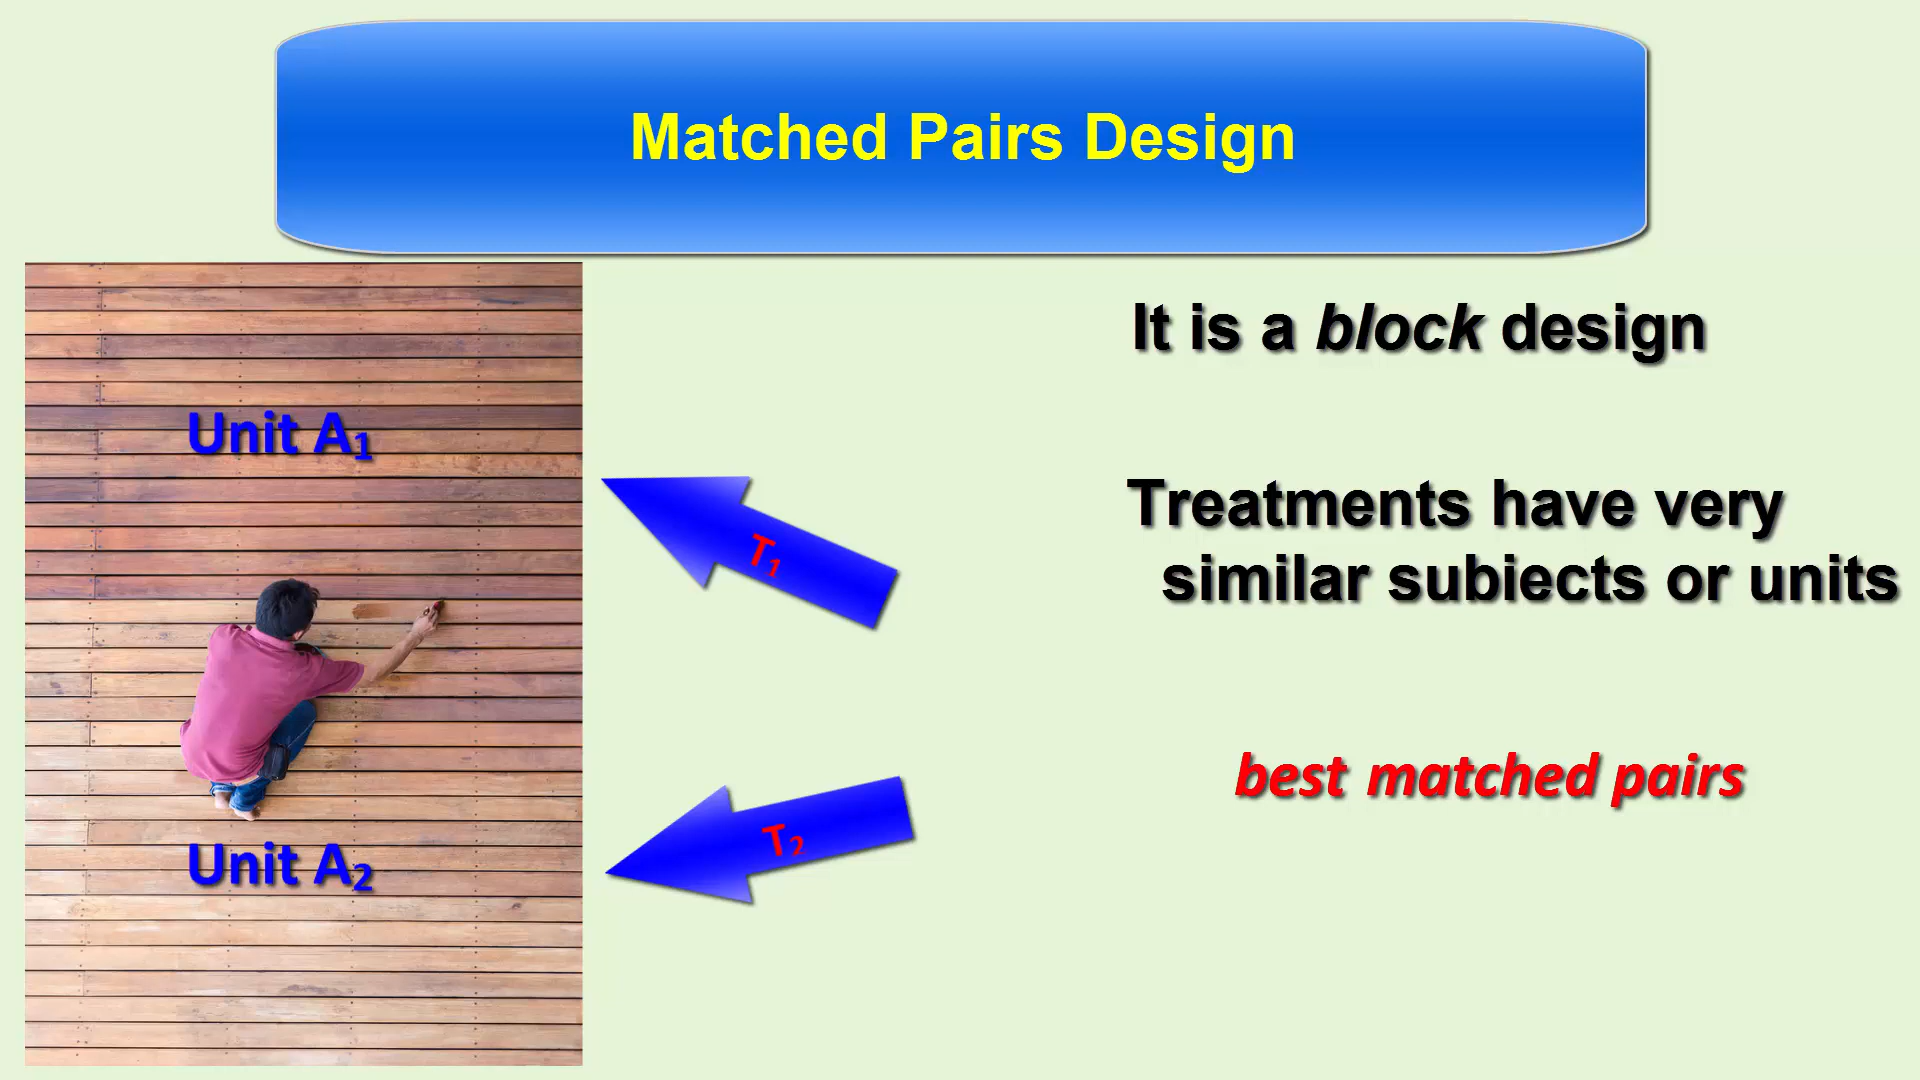 Matched Pairs Design
It is a block design
Unit A₁
Treatments have very
similar subiects or units
T₁
best matched pairs
T₂
Unit A₂